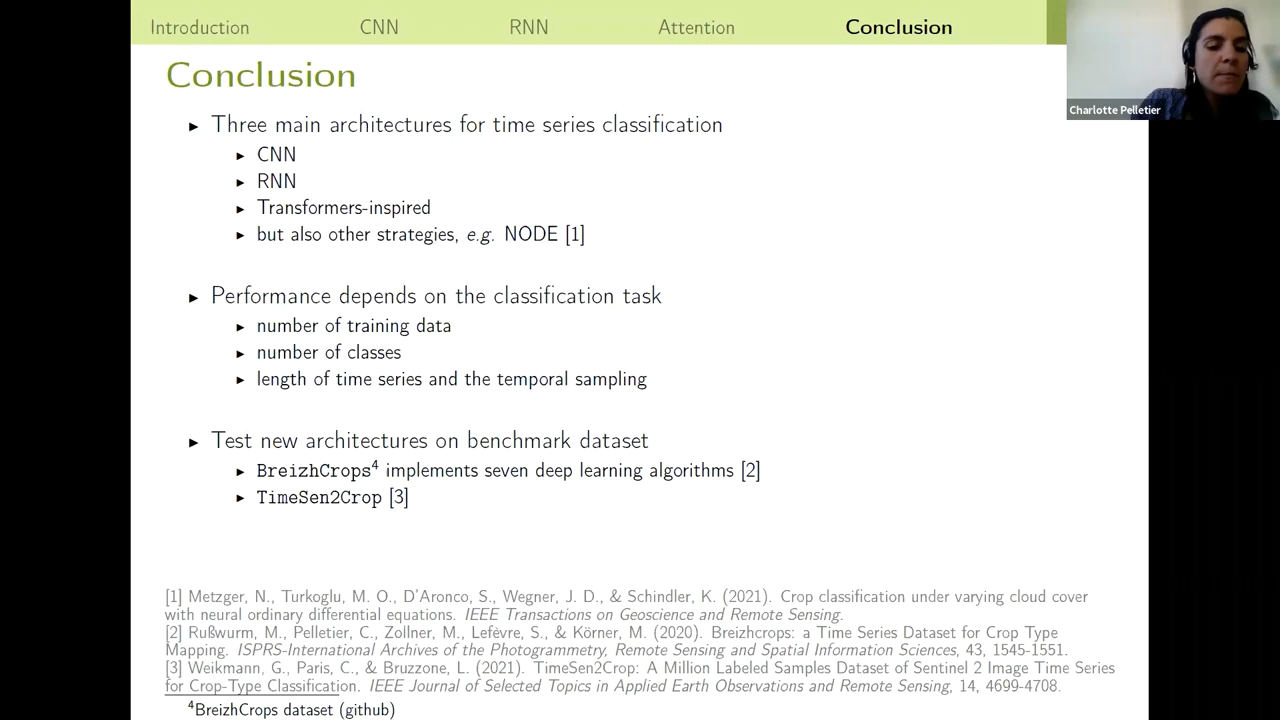 Introduction CNN RNN Attention Conclusion
Charlotte Pelletier
Conclusion
► Three main architectures for time series classification
► CNN
► RNN
► Transformers-inspired
► but also other strategies, e.g. NODE [1]
► Performance depends on the classification task
► number of training data
► number of classes
► length of time series and the temporal sampling
► Test new architectures on benchmark dataset
► BreizhCrops⁴ implements seven deep learning algorithms [2]
► TimeSen2Crop [3]
[1] Metzger, N., Turkoglu, M. O., D'Aronco, S., Wegner, J. D., & Schindler, K. (2021). Crop classification under varying cloud cover
with neural ordinary differential equations. IEEE Transactions on Geoscience and Remote Sensing.
[2] Rußwurm, M., Pelletier, C., Zollner, M., Lefèvre, S., & Körner, M. (2020). Breizhcrops: a Time Series Dataset for Crop Type
Mapping. ISPRS-International Archives of the Photogrammetry, Remote Sensing and Spatial Information Sciences, 43, 1545-1551.
[3] Weikmann, G., Paris, C., & Bruzzone, L. (2021). TimeSen2Crop: A Million Labeled Samples Dataset of Sentinel 2 Image Time Series
for Crop-Type Classification. IEEE Journal of Selected Topics in Applied Earth Observations and Remote Sensing, 14, 4699-4708.
⁴BreizhCrops dataset (github)